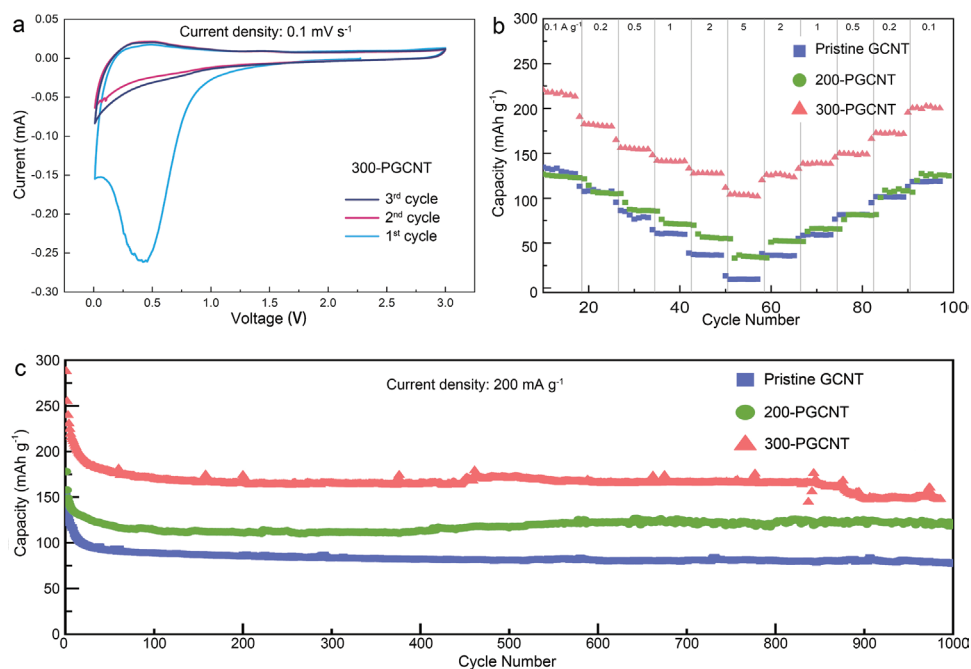 a
Current density: 0.1 mV s⁻¹
0.05
0.00
-0.05
-0.10
-0.15
-0.20
-0.25
-0.30
Current (mA)
300-PGCNT
3ʳᵈ cycle
2ⁿᵈ cycle
1ˢᵗ cycle
0.0 0.5 1.0 1.5 2.0 2.5 3.0
Voltage (V)
b
0.1 A g⁻¹ 0.2 0.5 1 2 5 2 1 0.5 0.2 0.1
300
250
200
150
100
50
0
Capacity (mAh g⁻¹)
Pristine GCNT
200-PGCNT
300-PGCNT
20 40 60 80 100
Cycle Number
c
Current density: 200 mA g⁻¹
300
250
200
150
100
50
0
Capacity (mAh g⁻¹)
Pristine GCNT
200-PGCNT
300-PGCNT
0 100 200 300 400 500 600 700 800 900 1000
Cycle Number